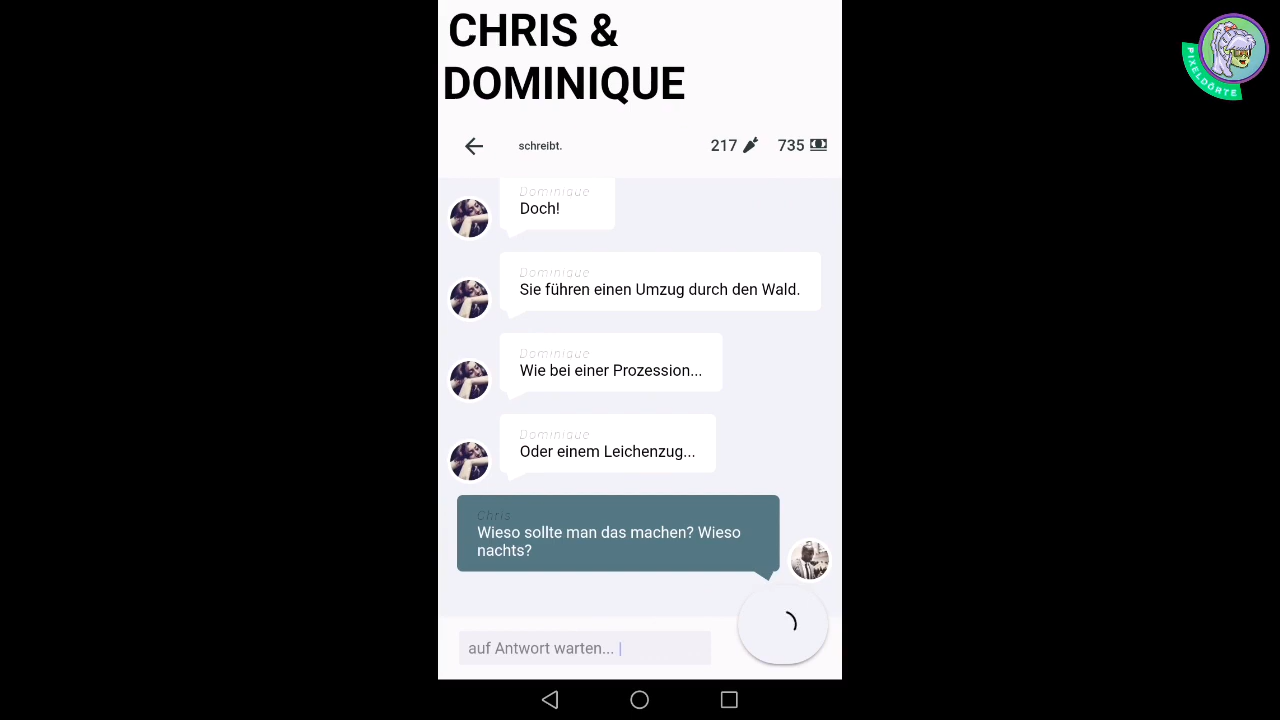 CHRIS &
DOMINIQUE
schreibt.
217
735
Dominique
Doch!
Dominique
Sie führen einen Umzug durch den Wald.
Dominique
Wie bei einer Prozession...
Dominique
Oder einem Leichenzug...
Chris
Wieso sollte man das machen? Wieso
nachts?
auf Antwort warten...
PIXELDÖRTE